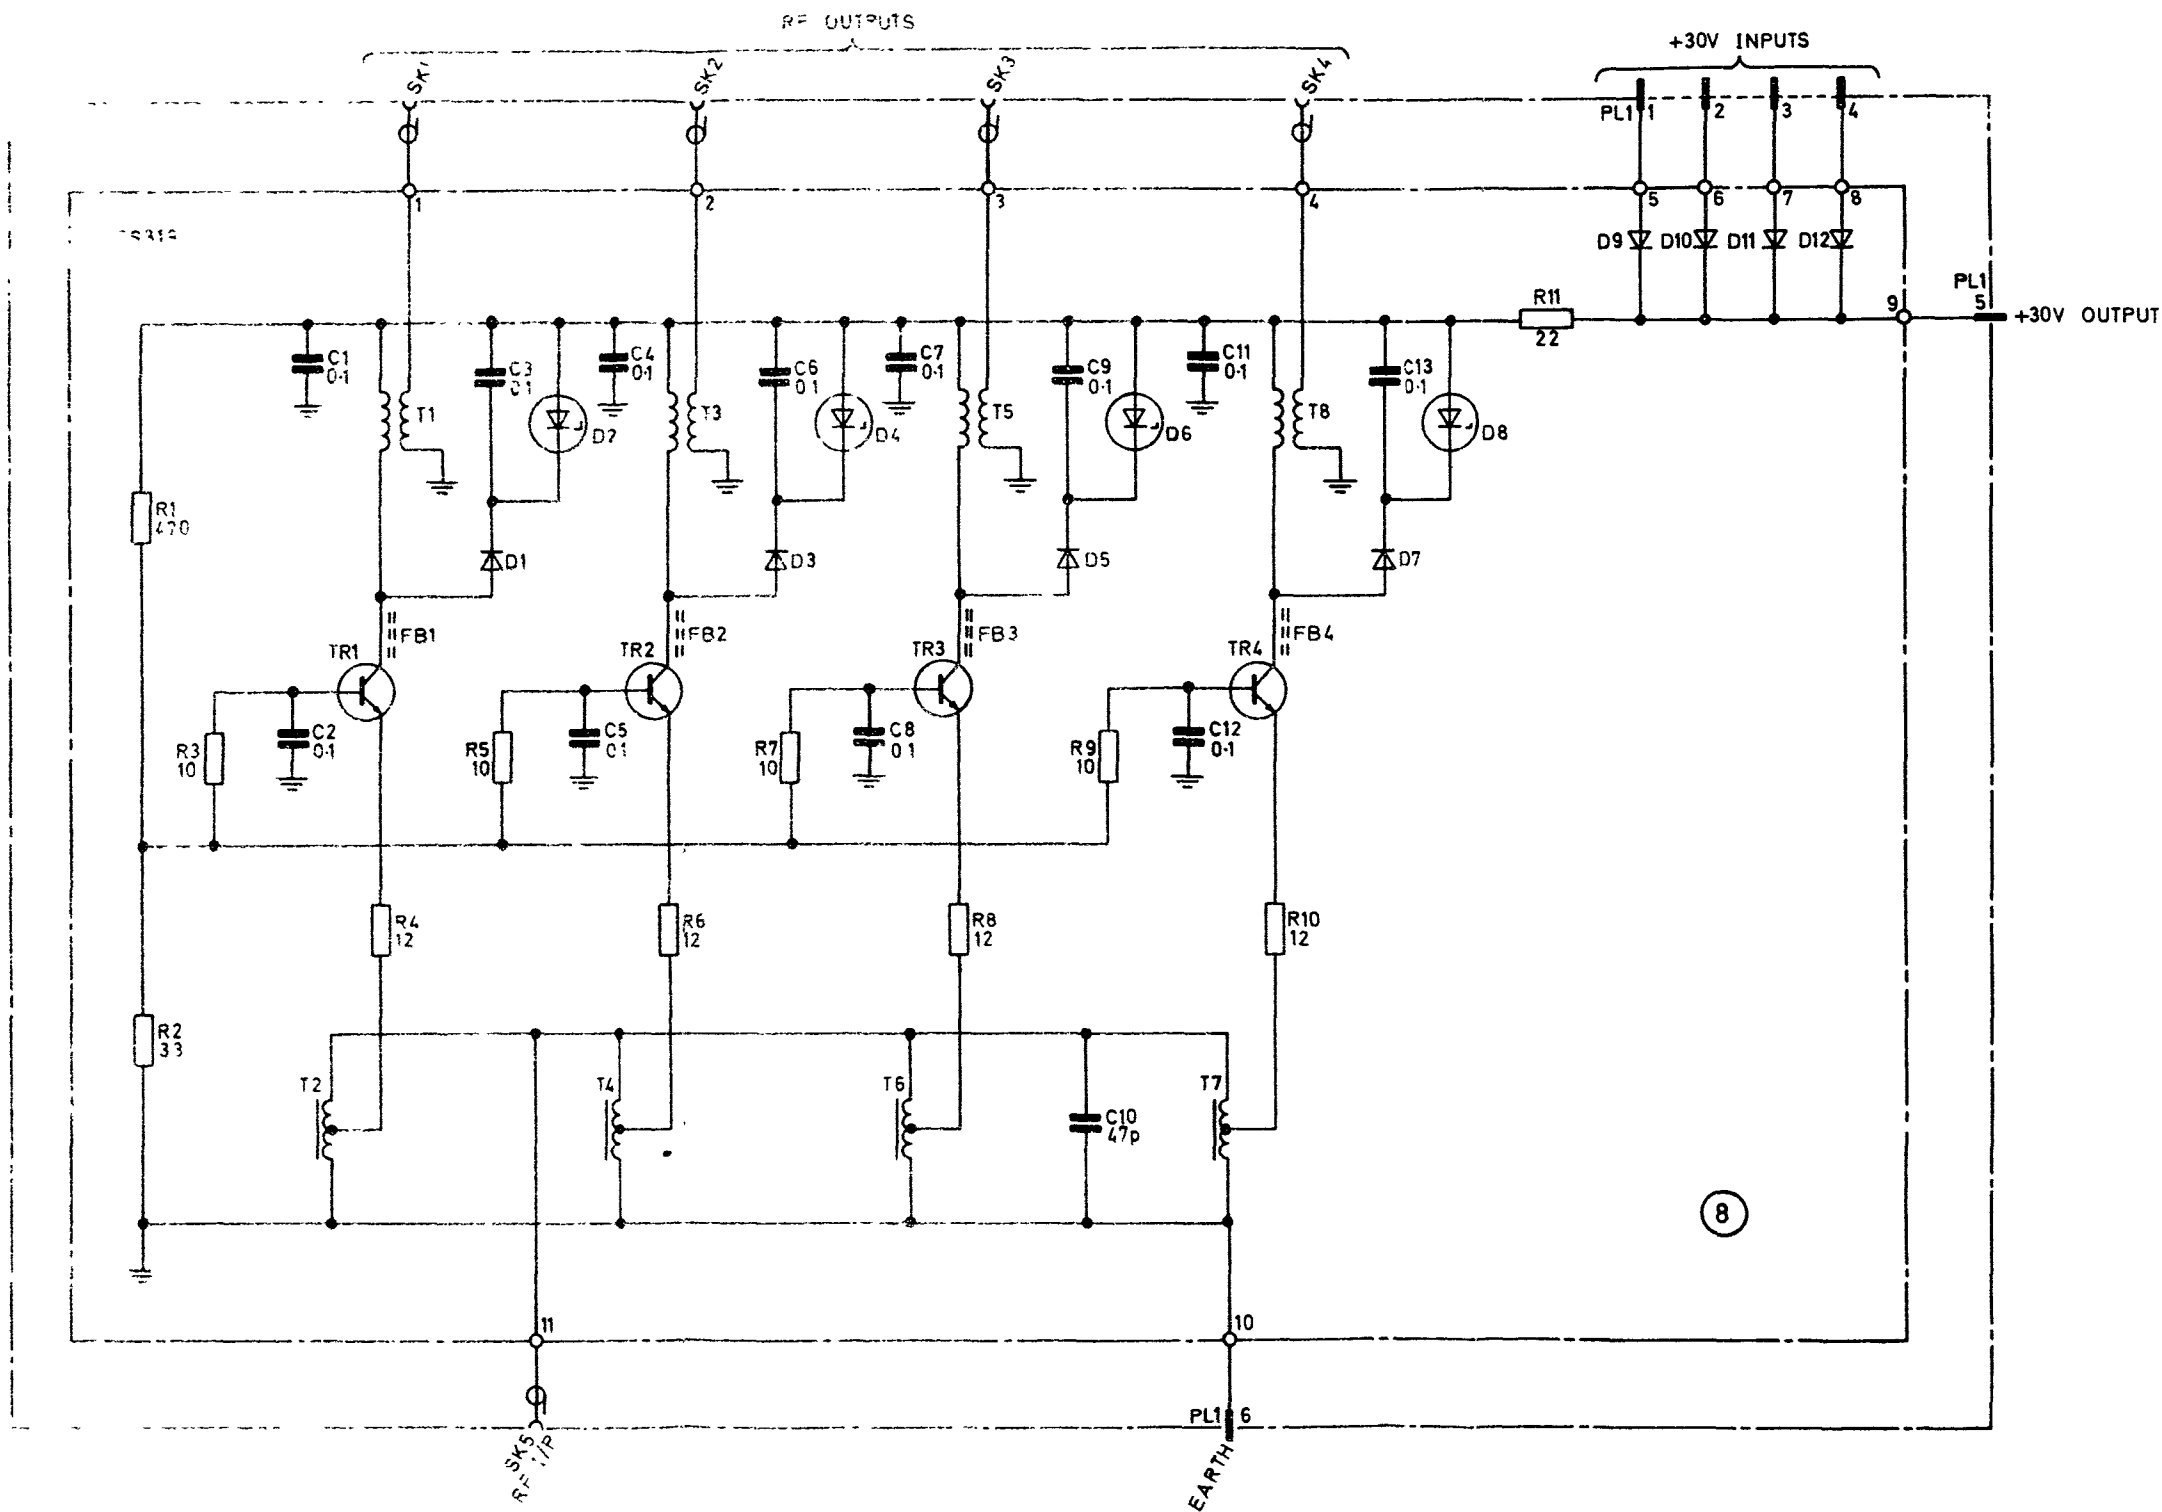 RF OUTPUTS
+30V INPUTS
SK1
SK2
SK3
SK4
PL1 1
2
3
4
1
2
3
4
5
6
7
8
D9
D10
D11
D12
PL1
5
9
+30V OUTPUT
R11
22
C1
0·1
T1
C3
0·1
D2
C4
0·1
T3
C6
0·1
D4
C7
0·1
T5
C9
0·1
D6
C11
0·1
T8
C13
0·1
D8
R1
470
D1
D3
D5
D7
FB1
FB2
FB3
FB4
TR1
TR2
TR3
TR4
R3
10
C2
0·1
R5
10
C5
0·1
R7
10
C8
0·1
R9
10
C12
0·1
R4
12
R6
12
R8
12
R10
12
R2
33
T2
T4
T6
C10
47p
T7
8
11
10
SK5
RF I/P
PL1 6
EARTH